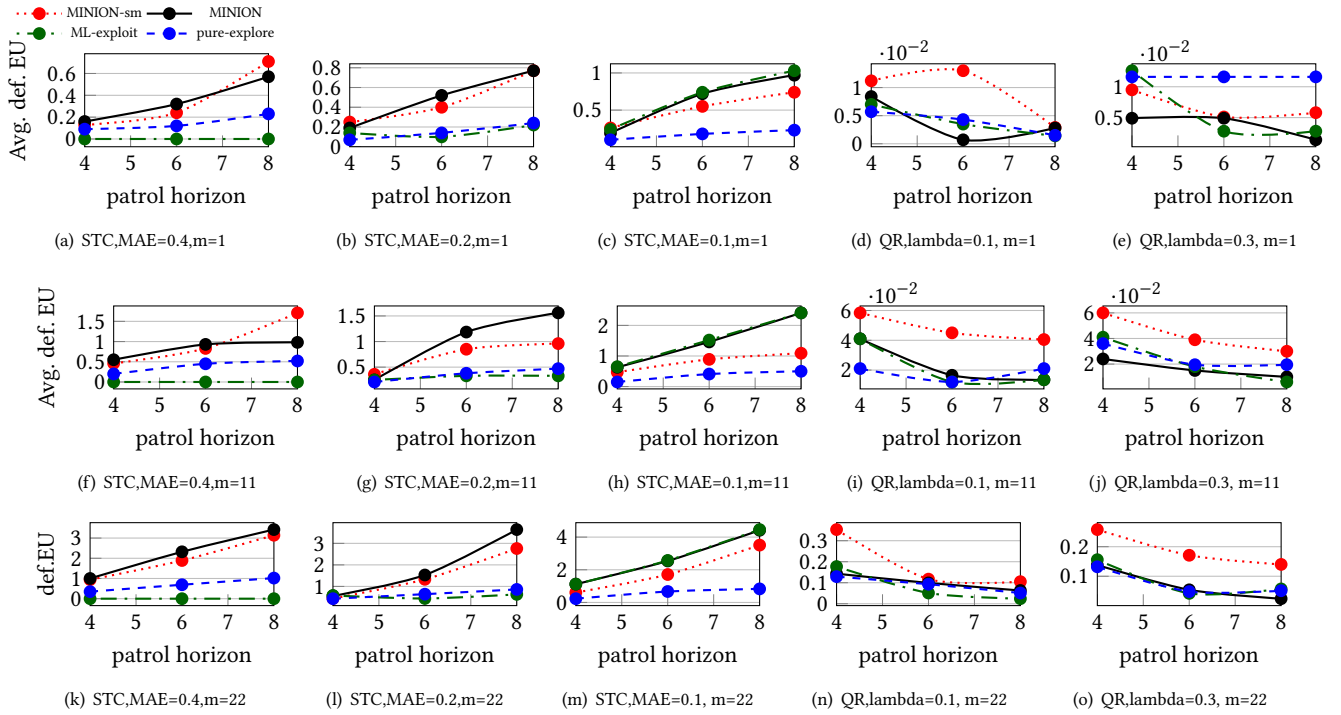 MINION-sm MINION
ML-exploit pure-explore
Avg. def. EU
0.6
0.4
0.2
0
4 5 6 7 8
patrol horizon
(a) STC,MAE=0.4,m=1
0.8
0.6
0.4
0.2
0
4 5 6 7 8
patrol horizon
(b) STC,MAE=0.2,m=1
1
0.5
0
4 5 6 7 8
patrol horizon
(c) STC,MAE=0.1,m=1
·10⁻²
1
0.5
0
4 5 6 7 8
patrol horizon
(d) QR,lambda=0.1, m=1
·10⁻²
1
0.5
4 5 6 7 8
patrol horizon
(e) QR,lambda=0.3, m=1
Avg. def. EU
1.5
1
0.5
0
4 5 6 7 8
patrol horizon
(f) STC,MAE=0.4,m=11
1.5
1
0.5
4 5 6 7 8
patrol horizon
(g) STC,MAE=0.2,m=11
2
1
0
4 5 6 7 8
patrol horizon
(h) STC,MAE=0.1,m=11
·10⁻²
6
4
2
4 5 6 7 8
patrol horizon
(i) QR,lambda=0.1, m=11
·10⁻²
6
4
2
4 5 6 7 8
patrol horizon
(j) QR,lambda=0.3, m=11
def.EU
3
2
1
0
4 5 6 7 8
patrol horizon
(k) STC,MAE=0.4,m=22
3
2
1
4 5 6 7 8
patrol horizon
(l) STC,MAE=0.2,m=22
4
2
0
4 5 6 7 8
patrol horizon
(m) STC,MAE=0.1, m=22
0.3
0.2
0.1
0
4 5 6 7 8
patrol horizon
(n) QR,lambda=0.1, m=22
0.2
0.1
4 5 6 7 8
patrol horizon
(o) QR,lambda=0.3, m=22